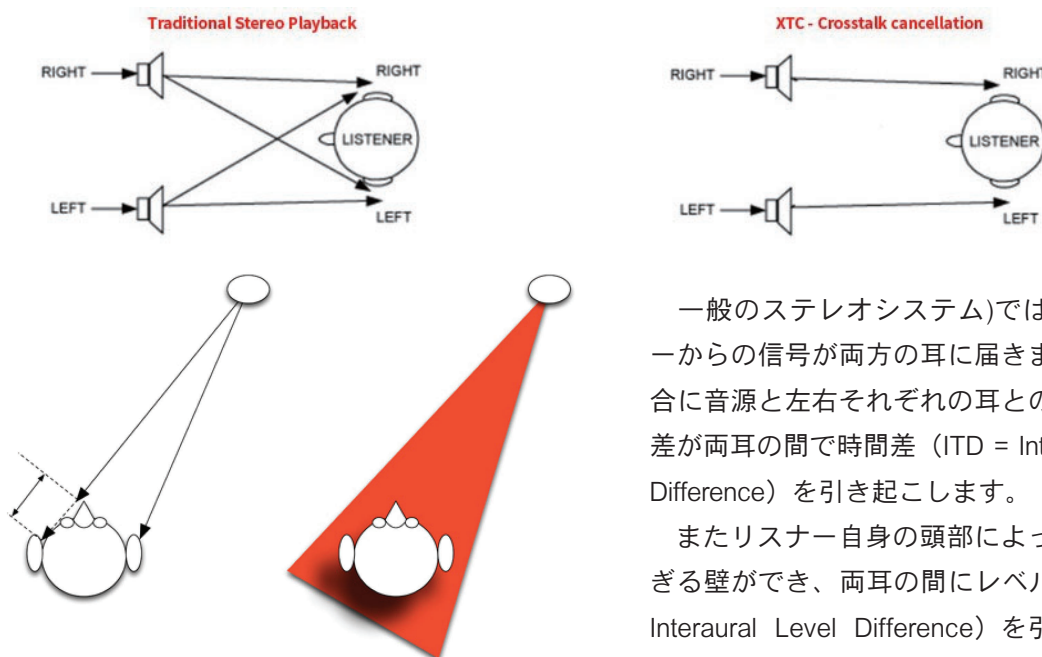 Traditional Stereo Playback
RIGHT
RIGHT
LISTENER
LEFT
LEFT
XTC - Crosstalk cancellation
RIGHT
RIGHT
LISTENER
LEFT
LEFT
一般のステレオシステム)では
ーからの信号が両方の耳に届きま
合に音源と左右それぞれの耳との
差が両耳の間で時間差（ITD = Int
Difference）を引き起こします。
またリスナー自身の頭部によっ
ぎる壁ができ、両耳の間にレベル
Interaural Level Difference）を引